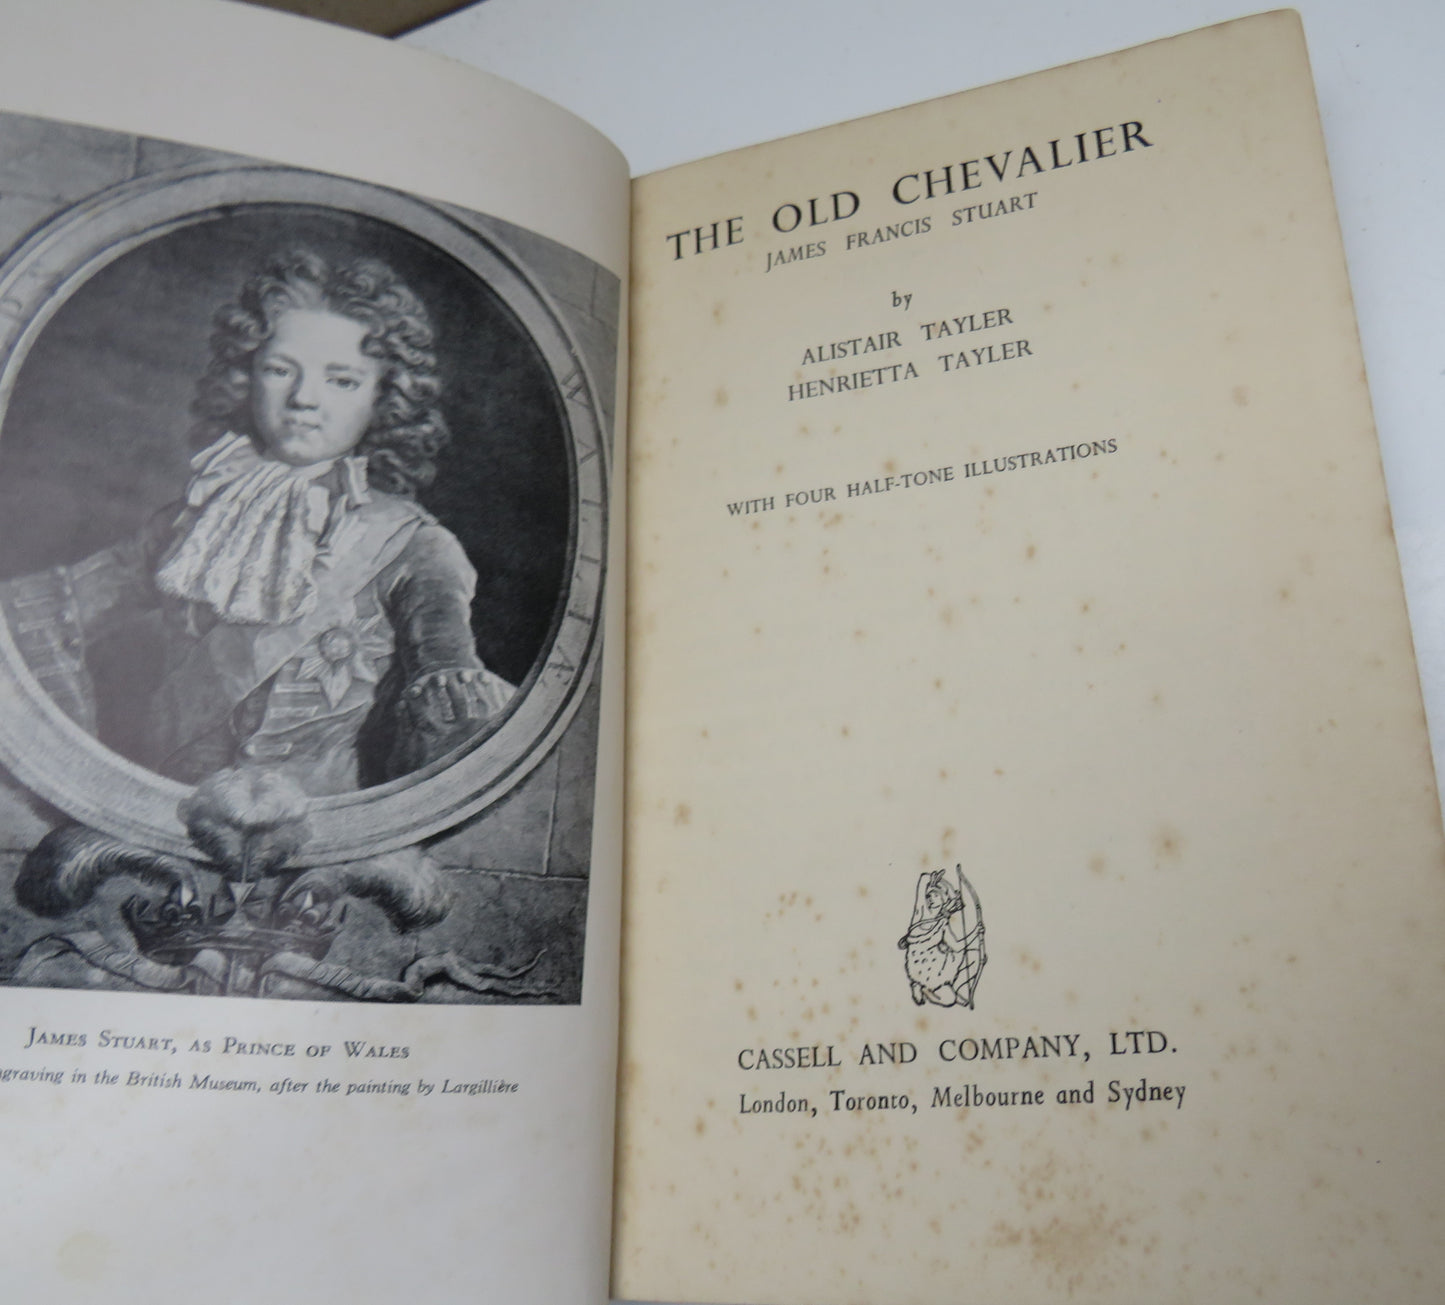 James Stuart, as Prince of Wales
in the British Museum, after the painting by Largillière
THE OLD CHEVALIER
JAMES FRANCIS STUART
by
ALISTAIR TAYLER
HENRIETTA TAYLER
WITH FOUR HALF-TONE ILLUSTRATIONS
CASSELL AND COMPANY, LTD.
London, Toronto, Melbourne and Sydney